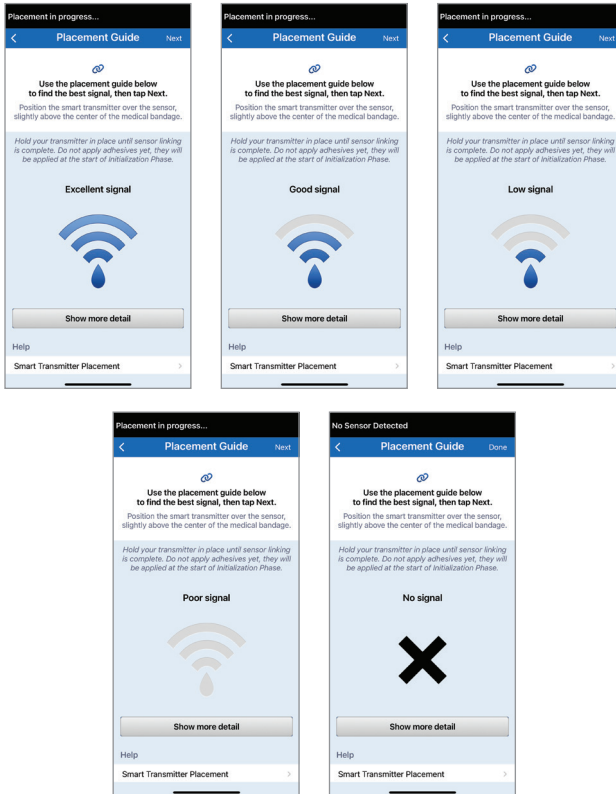 Placement in progress...
Placement Guide Next
Use the placement guide below
to find the best signal, then tap Next.
Position the smart transmitter over the sensor,
slightly above the center of the medical bandage.
Hold your transmitter in place until sensor linking
is complete. Do not apply adhesives yet, they will
be applied at the start of Initialization Phase.
Excellent signal
Show more detail
Help
Smart Transmitter Placement
Placement in progress...
Placement Guide Next
Use the placement guide below
to find the best signal, then tap Next.
Position the smart transmitter over the sensor,
slightly above the center of the medical bandage.
Hold your transmitter in place until sensor linking
is complete. Do not apply adhesives yet, they will
be applied at the start of Initialization Phase.
Good signal
Show more detail
Help
Smart Transmitter Placement
Placement in progress...
Placement Guide Next
Use the placement guide below
to find the best signal, then tap Next.
Position the smart transmitter over the sensor,
slightly above the center of the medical bandage.
Hold your transmitter in place until sensor linking
is complete. Do not apply adhesives yet, they will
be applied at the start of Initialization Phase.
Low signal
Show more detail
Help
Smart Transmitter Placement
Placement in progress...
Placement Guide Next
Use the placement guide below
to find the best signal, then tap Next.
Position the smart transmitter over the sensor,
slightly above the center of the medical bandage.
Hold your transmitter in place until sensor linking
is complete. Do not apply adhesives yet, they will
be applied at the start of Initialization Phase.
Poor signal
Show more detail
Help
Smart Transmitter Placement
No Sensor Detected
Placement Guide Done
Use the placement guide below
to find the best signal, then tap Next.
Position the smart transmitter over the sensor,
slightly above the center of the medical bandage.
Hold your transmitter in place until sensor linking
is complete. Do not apply adhesives yet, they will
be applied at the start of Initialization Phase.
No signal
Show more detail
Help
Smart Transmitter Placement